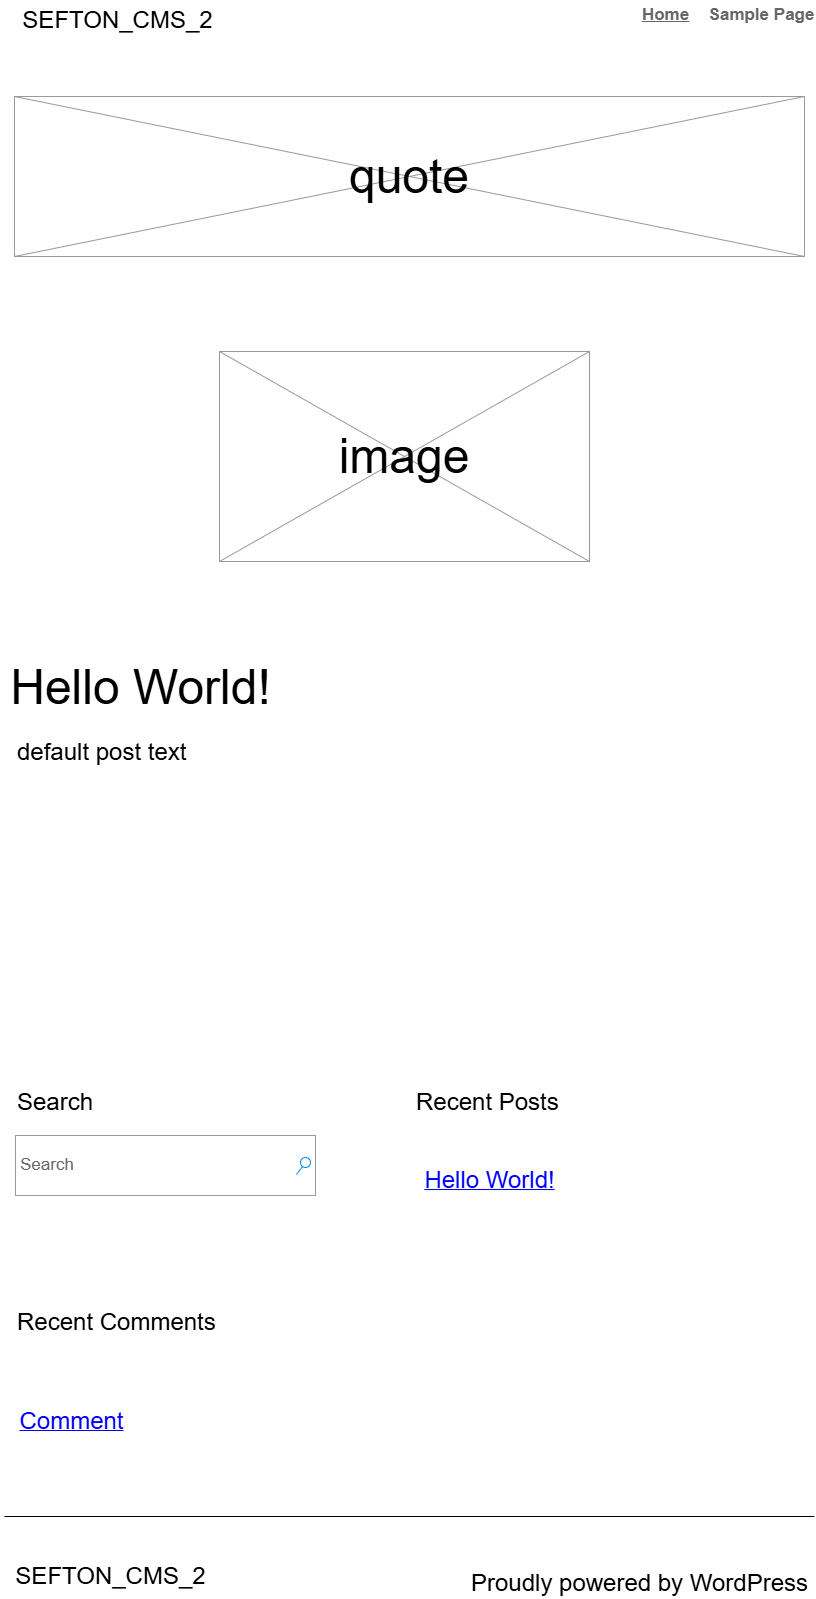 SEFTON_CMS_2
Home Sample Page
quote
image
Hello World!
default post text
Search
Search
Recent Posts
Hello World!
Recent Comments
Comment
SEFTON_CMS_2
Proudly powered by WordPress